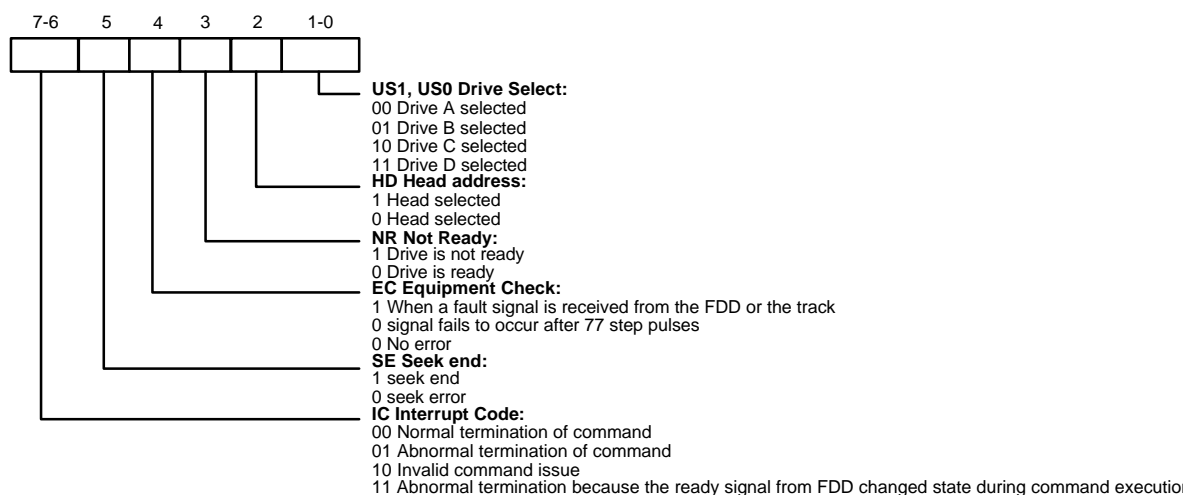 7-6 5 4 3 2 1-0
US1, US0 Drive Select:
00 Drive A selected
01 Drive B selected
10 Drive C selected
11 Drive D selected
HD Head address:
1 Head selected
0 Head selected
NR Not Ready:
1 Drive is not ready
0 Drive is ready
EC Equipment Check:
1 When a fault signal is received from the FDD or the track
0 signal fails to occur after 77 step pulses
0 No error
SE Seek end:
1 seek end
0 seek error
IC Interrupt Code:
00 Normal termination of command
01 Abnormal termination of command
10 Invalid command issue
11 Abnormal termination because the ready signal from FDD changed state during command execution